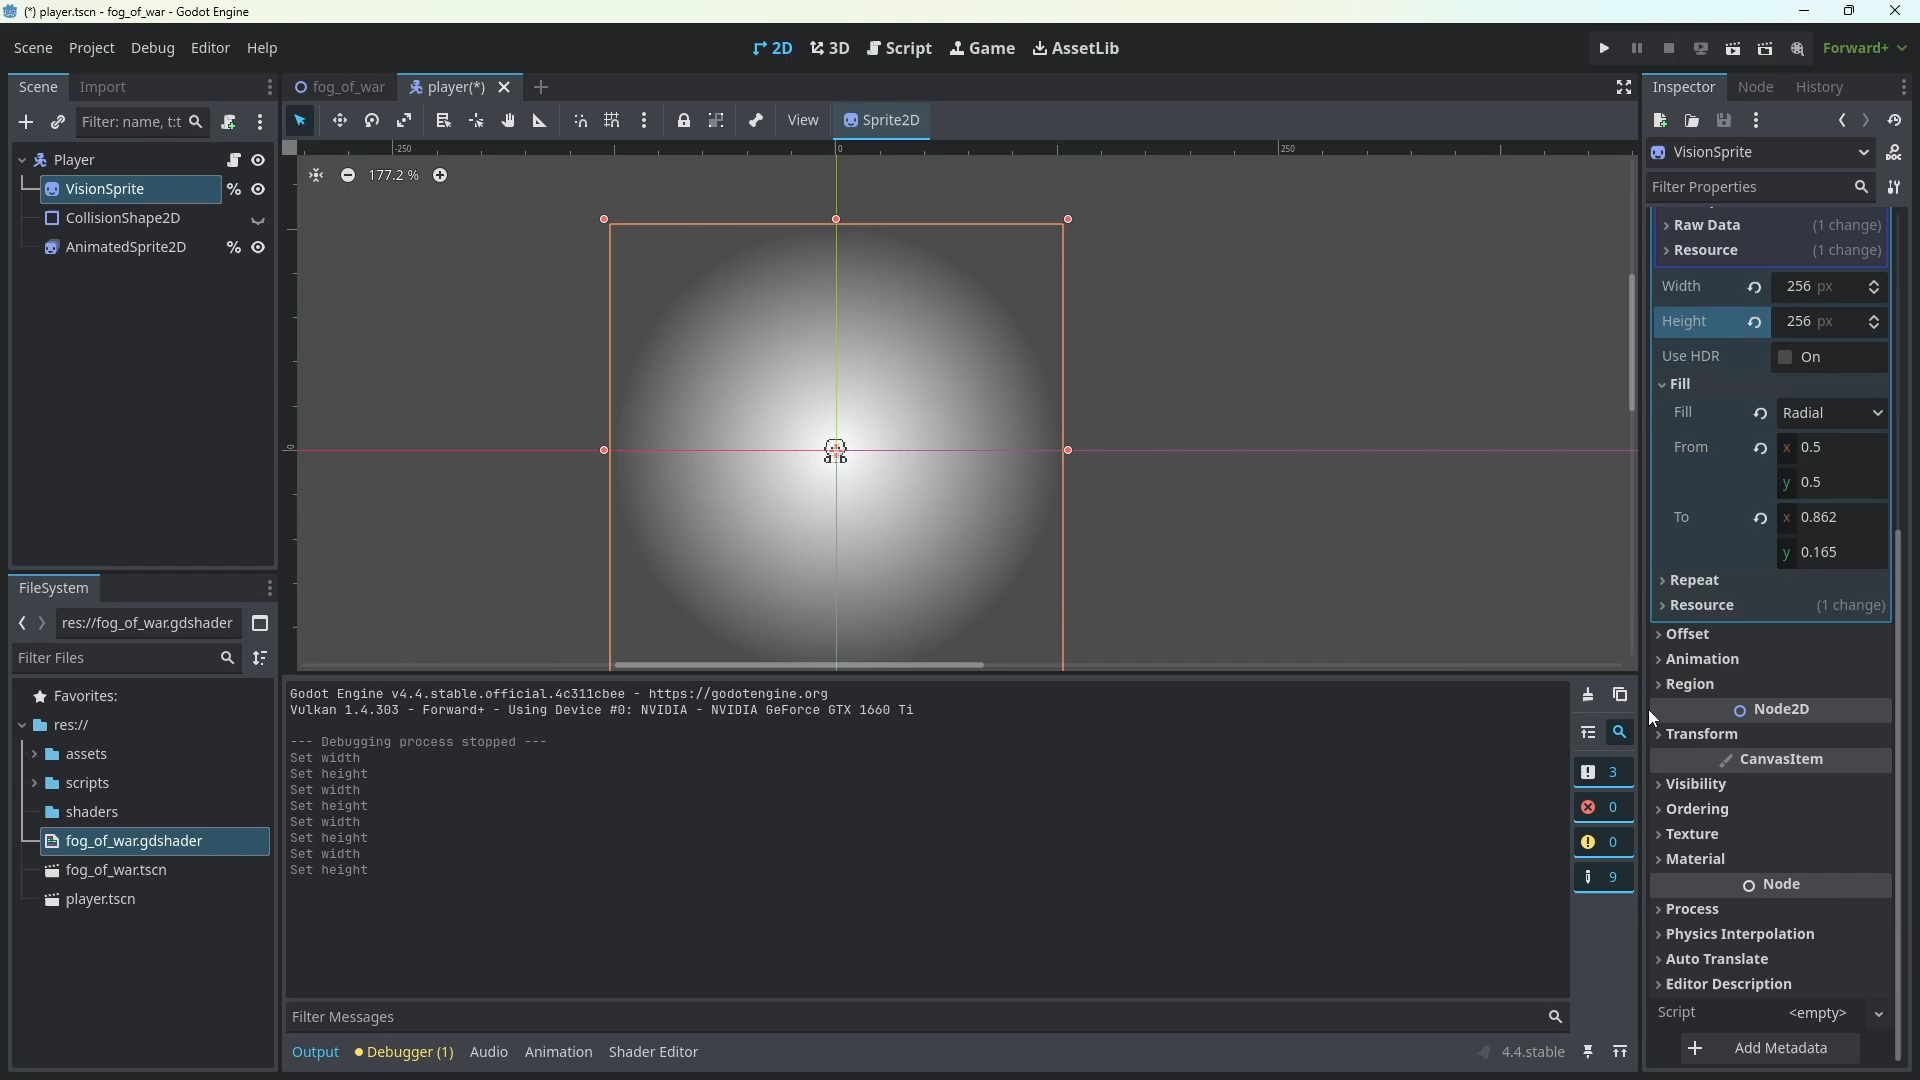 (*) player.tscn - fog_of_war - Godot Engine
Scene Project Debug Editor Help
2D 3D Script Game AssetLib
Forward+
Scene Import
fog_of_war player(*)
Inspector Node History
Filter: name, t:t
View Sprite2D
Player
VisionSprite
CollisionShape2D
AnimatedSprite2D
-250 0 250
0
177.2 %
VisionSprite
Filter Properties
Raw Data (1 change)
Resource (1 change)
Width 256 px
Height 256 px
Use HDR On
Fill
Fill Radial
From x 0.5
y 0.5
To x 0.862
y 0.165
Repeat
Resource (1 change)
Offset
Animation
Region
Node2D
Transform
CanvasItem
Visibility
Ordering
Texture
Material
Node
Process
Physics Interpolation
Auto Translate
Editor Description
Script <empty>
Add Metadata
FileSystem
res://fog_of_war.gdshader
Filter Files
Favorites:
res://
assets
scripts
shaders
fog_of_war.gdshader
fog_of_war.tscn
player.tscn
Godot Engine v4.4.stable.official.4c311cbee - https://godotengine.org
Vulkan 1.4.303 - Forward+ - Using Device #0: NVIDIA - NVIDIA GeForce GTX 1660 Ti
--- Debugging process stopped ---
Set width
Set height
Set width
Set height
Set width
Set height
Set width
Set height
3
0
0
9
Filter Messages
Output Debugger (1) Audio Animation Shader Editor
4.4.stable